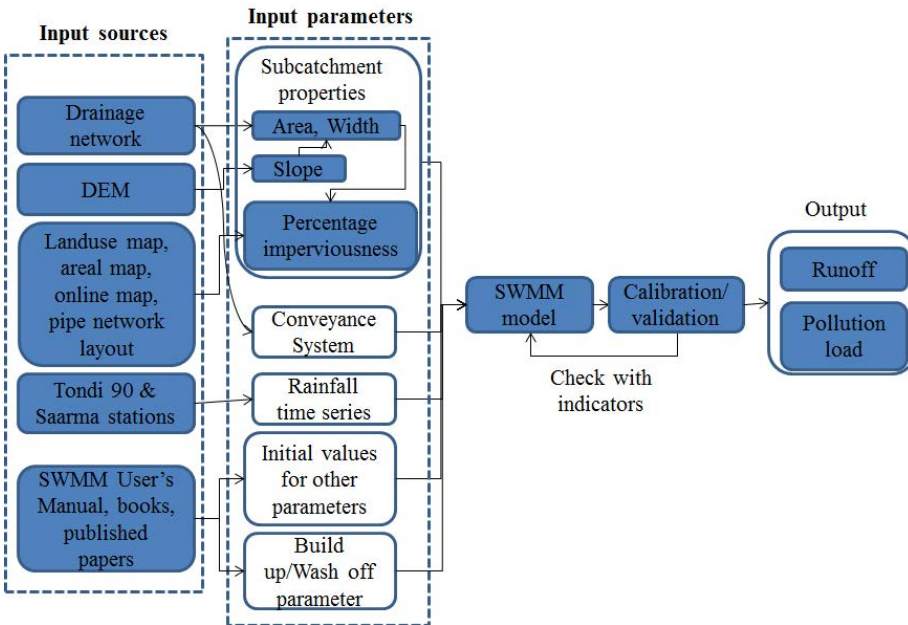 Input sources
Drainage
network
DEM
Landuse map,
areal map,
online map,
pipe network
layout
Tondi 90 &
Saarma stations
SWMM User's
Manual, books,
published
papers
Input parameters
Subcatchment
properties
Area, Width
Slope
Percentage
imperviousness
Conveyance
System
Rainfall
time series
Initial values
for other
parameters
Build
up/Wash off
parameter
SWMM
model
Calibration/
validation
Check with
indicators
Output
Runoff
Pollution
load